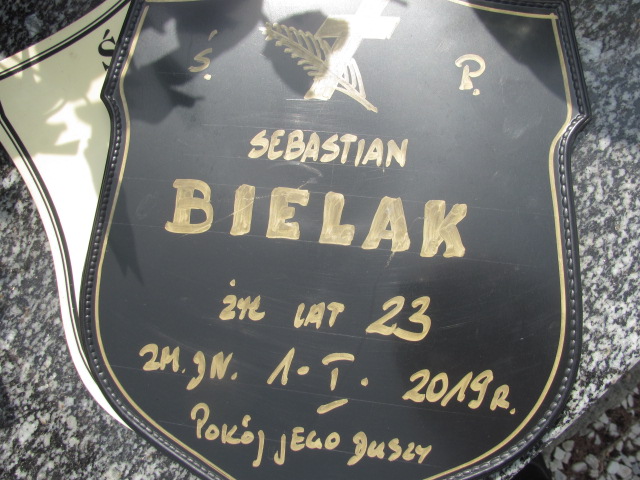 Ś. P.
SEBASTIAN
BIELAK
ŻYŁ LAT 23
ZM. DN. 1. I. 2019 R.
POKÓJ JEGO DUSZY
Ś